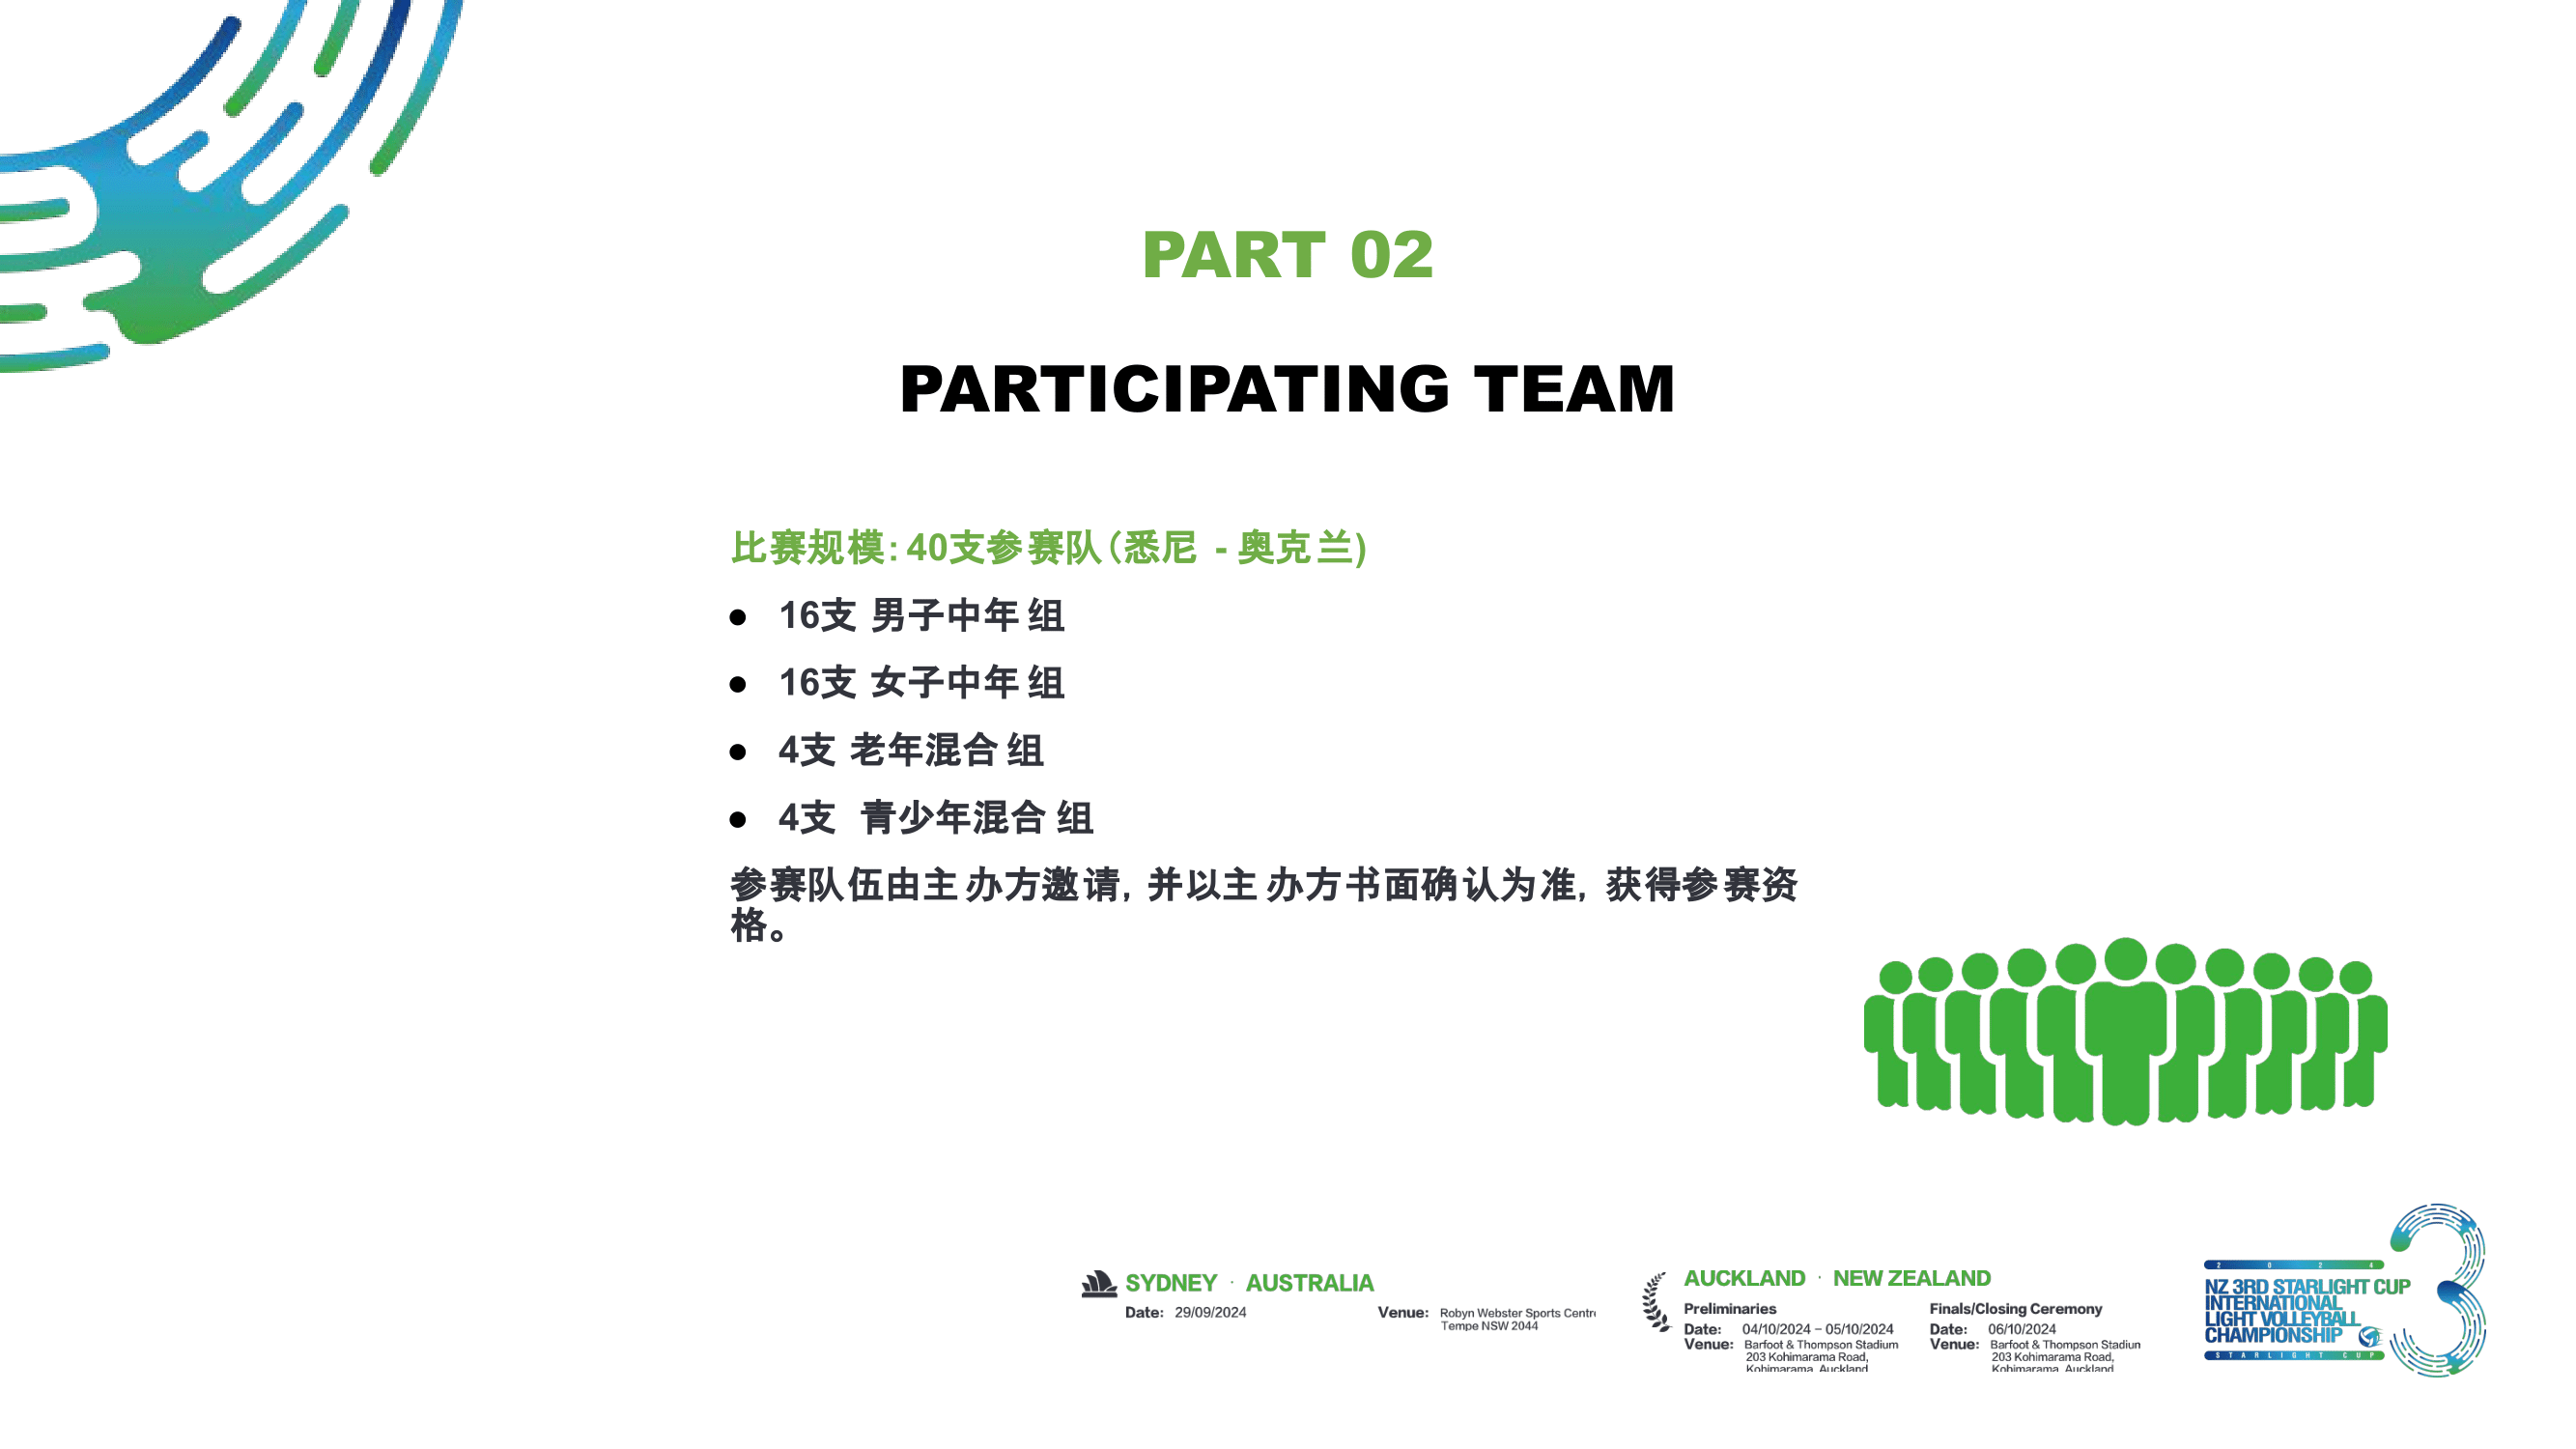 PART 02
PARTICIPATING TEAM
比赛规模: 40支参赛队(悉尼 - 奥克兰)
● 16支 男子中年组
● 16支 女子中年组
● 4支 老年混合组
● 4支 青少年混合组
参赛队伍由主办方邀请, 并以主办方书面确认为准, 获得参赛资
格。
SYDNEY · AUSTRALIA
Date: 29/09/2024 Venue: Robyn Webster Sports Centr
Tempe NSW 2044
AUCKLAND · NEW ZEALAND
Preliminaries
Date: 04/10/2024 - 05/10/2024
Venue: Barfoot & Thompson Stadium
203 Kohimarama Road,
Kohimarama, Auckland
Finals/Closing Ceremony
Date: 06/10/2024
Venue: Barfoot & Thompson Stadiun
203 Kohimarama Road,
Kohimarama, Auckland
2 0 2 4
NZ 3RD STARLIGHT CUP
INTERNATIONAL
LIGHT VOLLEYBALL
CHAMPIONSHIP
STARLIGHT CUP
3